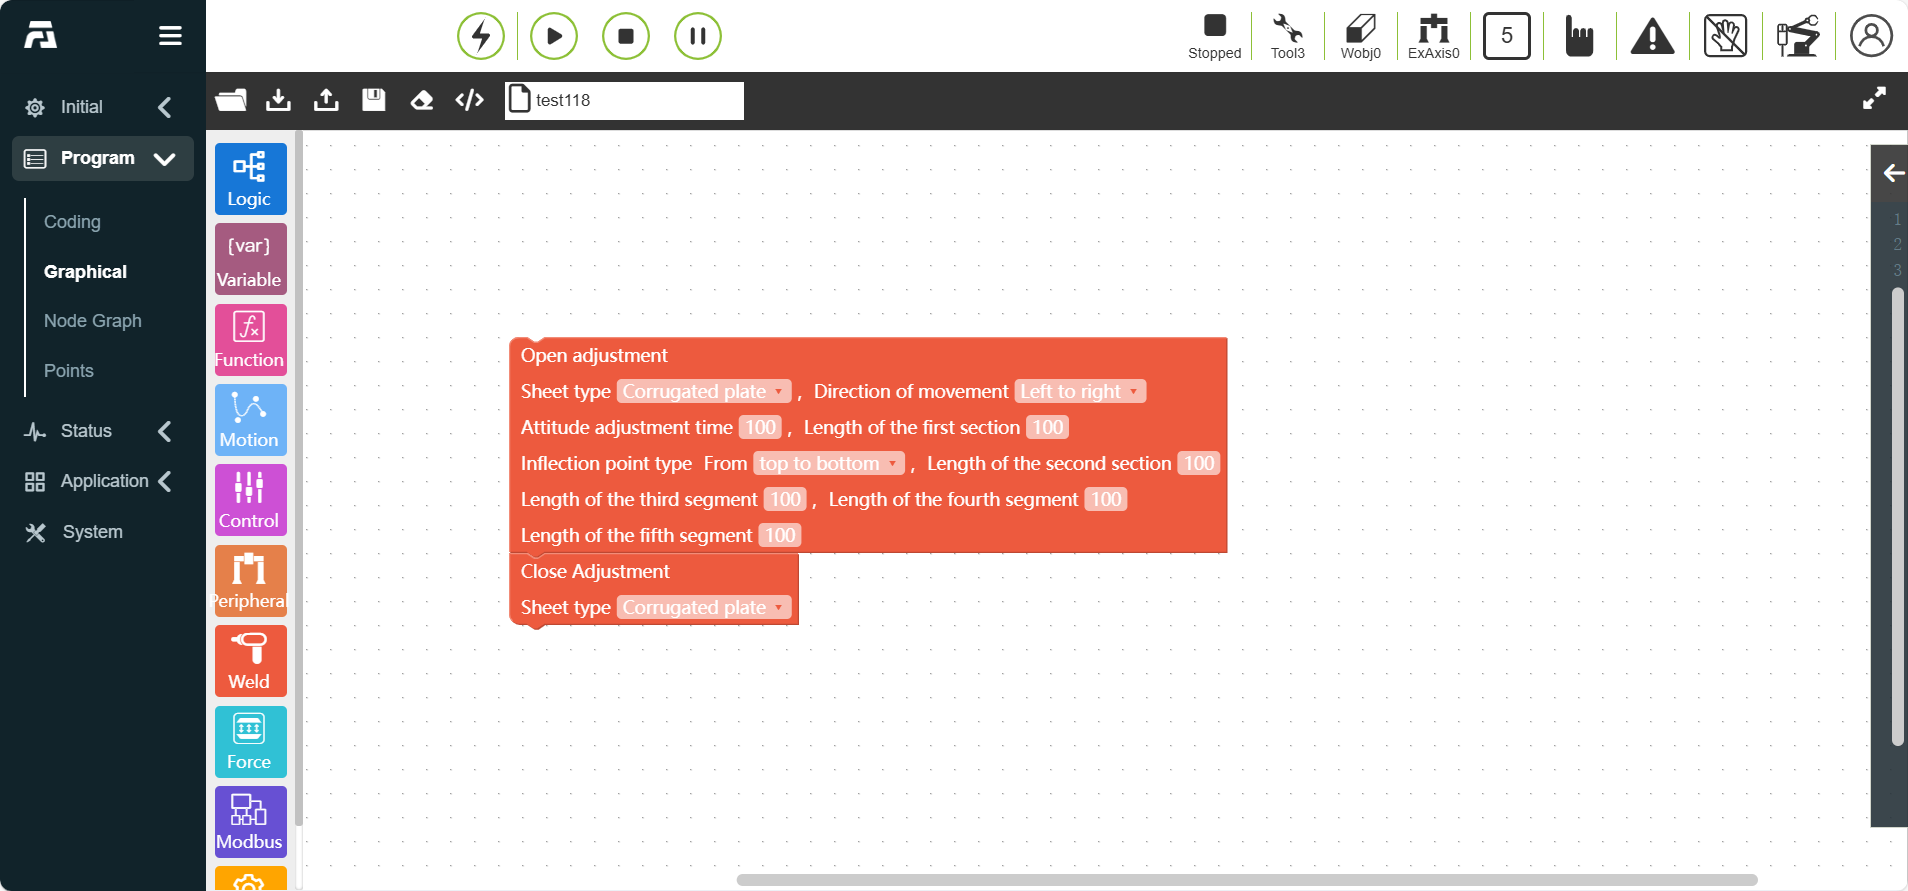 Stopped
Tool3
Wobj0
ExAxis0
5
test118
Initial
Program
Coding
Graphical
Node Graph
Points
Status
Application
System
Logic
{var}
Variable
fx
Function
Motion
Control
Peripheral
Weld
Force
Modbus
Open adjustment
Sheet type Corrugated plate , Direction of movement Left to right
Attitude adjustment time 100 , Length of the first section 100
Inflection point type From top to bottom , Length of the second section 100
Length of the third segment 100 , Length of the fourth segment 100
Length of the fifth segment 100
Close Adjustment
Sheet type Corrugated plate
1
2
3